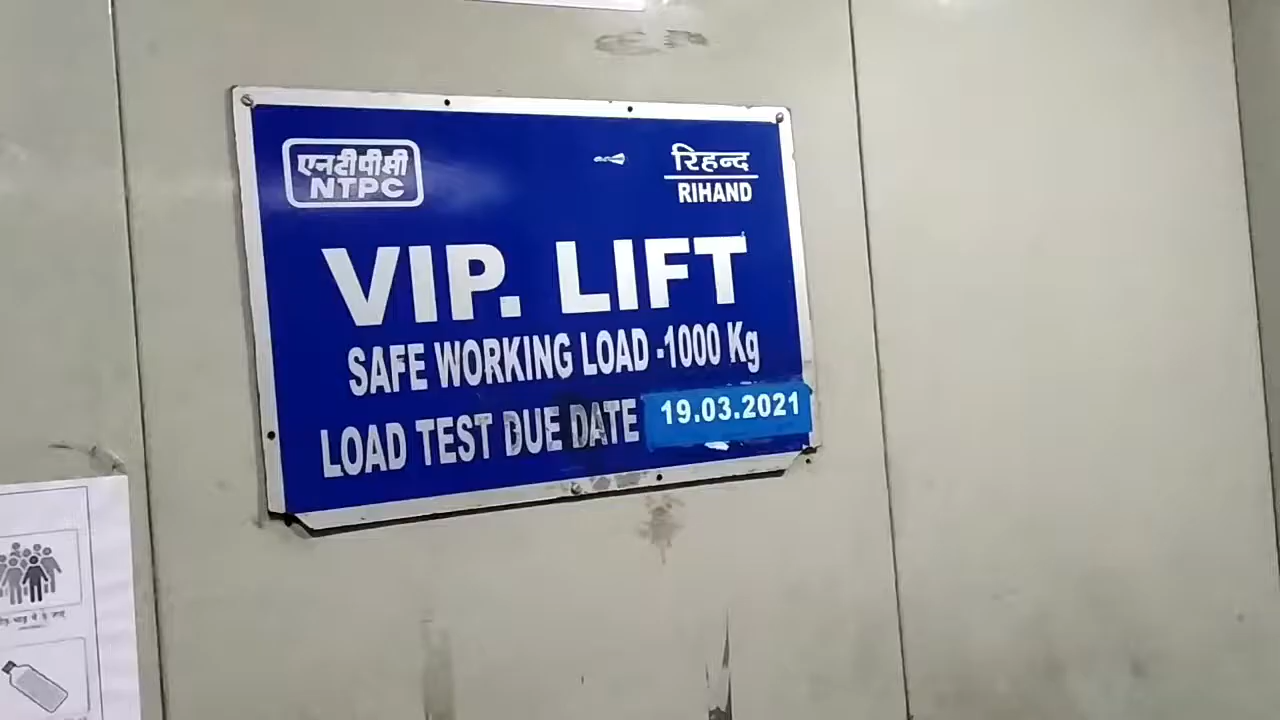 एनटीपीसी
NTPC
रिहन्द
RIHAND
VIP. LIFT
SAFE WORKING LOAD -1000 Kg
LOAD TEST DUE DATE 19.03.2021